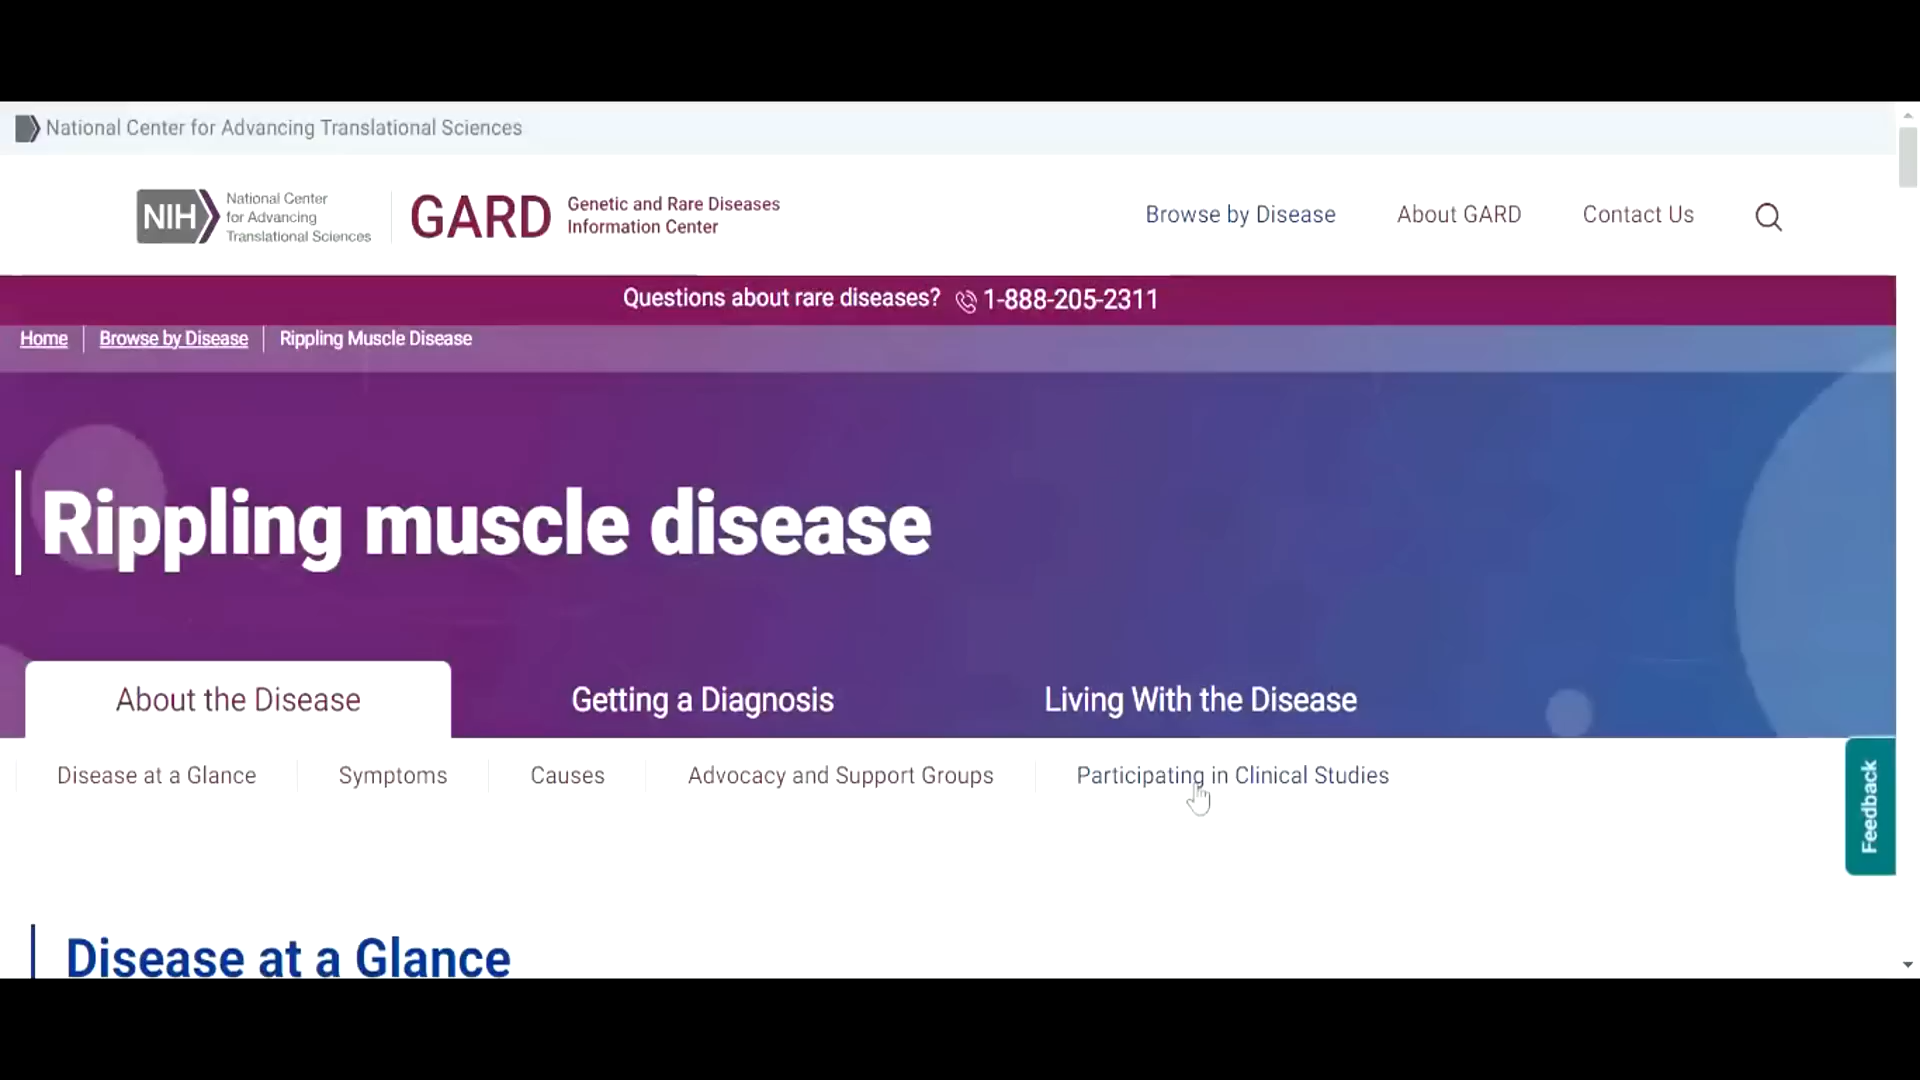 National Center for Advancing Translational Sciences
NIH
National Center
for Advancing
Translational Sciences
GARD
Genetic and Rare Diseases
Information Center
Browse by Disease
About GARD
Contact Us
Questions about rare diseases? 1-888-205-2311
Home
Browse by Disease
Rippling Muscle Disease
Rippling muscle disease
About the Disease
Getting a Diagnosis
Living With the Disease
Disease at a Glance
Symptoms
Causes
Advocacy and Support Groups
Participating in Clinical Studies
Feedback
Disease at a Glance